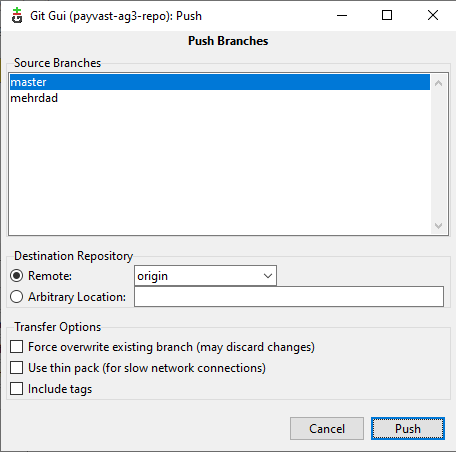 Git Gui (payvast-ag3-repo): Push
Push Branches
Source Branches
master
mehrdad
Destination Repository
Remote:
origin
Arbitrary Location:
Transfer Options
Force overwrite existing branch (may discard changes)
Use thin pack (for slow network connections)
Include tags
Cancel
Push